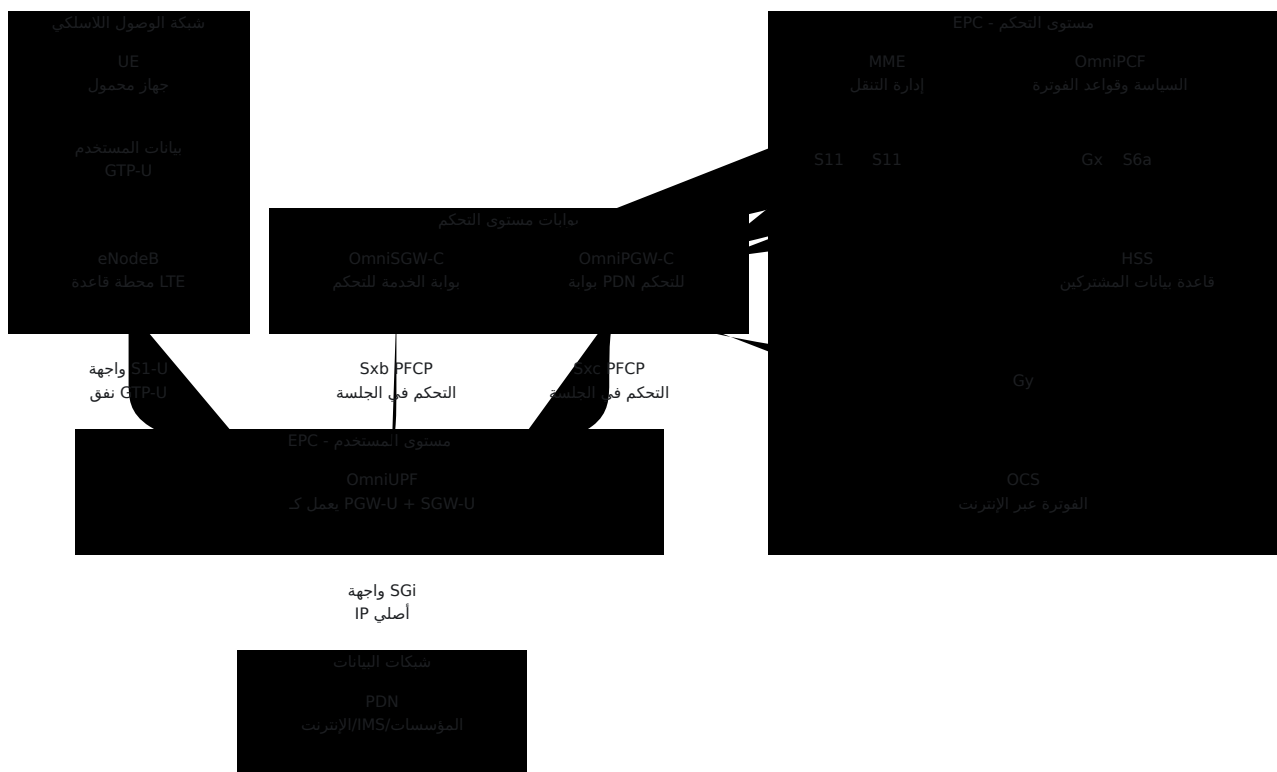 شبكة الوصول اللاسلكي
UE
جهاز محمول
بيانات المستخدم
GTP-U
eNodeB
محطة قاعدة LTE
مستوى التحكم - EPC
MME
إدارة التنقل
OmniPCF
السياسة وقواعد الفوترة
S11
S11
Gx
S6a
HSS
قاعدة بيانات المشتركين
Gy
OCS
الفوترة عبر الإنترنت
بوابات مستوى التحكم
OmniSGW-C
بوابة الخدمة للتحكم
OmniPGW-C
بوابة PDN للتحكم
واجهة S1-U
نفق GTP-U
Sxb PFCP
التحكم في الجلسة
Sxc PFCP
التحكم في الجلسة
مستوى المستخدم - EPC
OmniUPF
يعمل كـ PGW-U + SGW-U
واجهة SGi
IP أصلي
شبكات البيانات
PDN
الإنترنت/IMS/المؤسسات